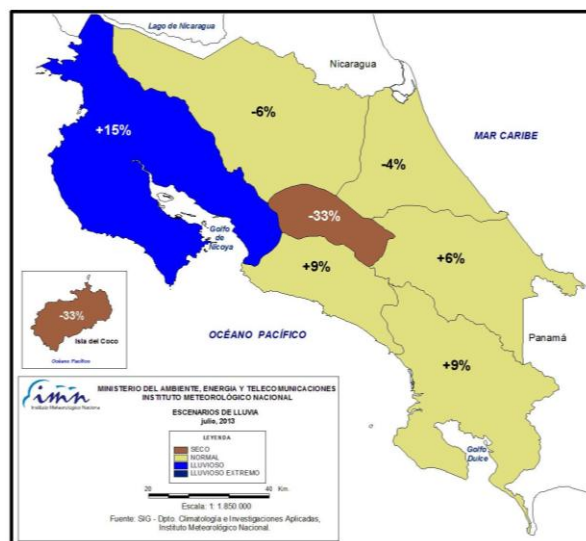 Lago de Nicaragua
Nicaragua
MAR CARIBE
+15%
-6%
-4%
-33%
+6%
+9%
Golfo
de
Nicoya
-33%
Isla del Coco
Océano Pacífico
OCÉANO PACÍFICO
Panamá
+9%
Golfo
Dulce
imn
Instituto Meteorológico Nacional
MINISTERIO DEL AMBIENTE, ENERGIA Y TELECOMUNICACIONES
INSTITUTO METEOROLÓGICO NACIONAL
ESCENARIOS DE LLUVIA
julio, 2013
LEYENDA
SECO
NORMAL
LLUVIOSO
LLUVIOSO EXTREMO
20 0 40 Km.
Escala: 1: 1.850.000
Fuente: SIG - Dpto. Climatología e Investigaciones Aplicadas,
Instituto Meteorológico Nacional